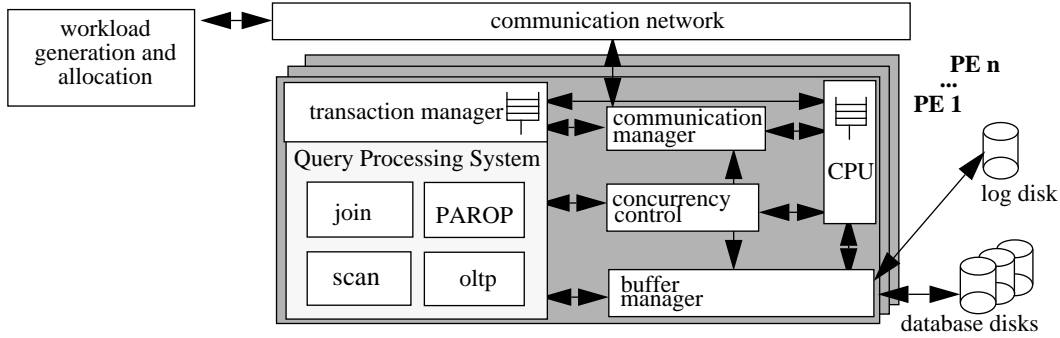 workload
generation and
allocation
communication network
PE n
...
PE 1
transaction manager
communication
manager
Query Processing System
CPU
join
PAROP
concurrency
control
log disk
scan
oltp
buffer
manager
database disks